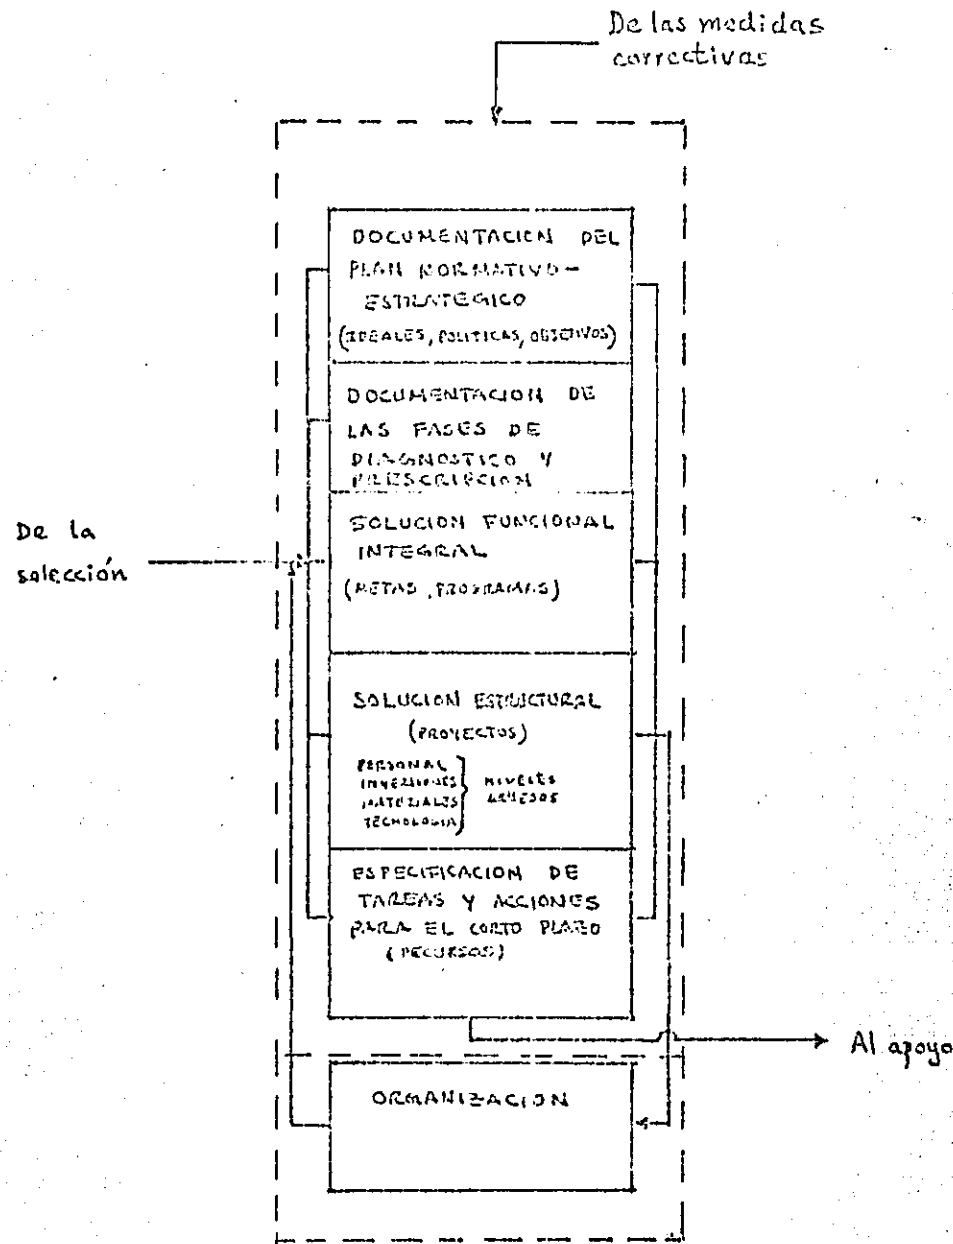 De las medidas
correctivas
DOCUMENTACION DEL
PLAN NORMATIVO-
ESTRATEGICO
(IDEALES, POLITICAS, OBJETIVOS)
DOCUMENTACION DE
LAS FASES DE
DIAGNOSTICO Y
PRESCRIPCION
SOLUCION FUNCIONAL
INTEGRAL
(METAS, PROGRAMAS)
De la
selección
SOLUCION ESTRUCTURAL
(PROYECTOS)
PERSONAL
INVERSIONES
MATERIALES
TECNOLOGIA
NIVELES
GRUESOS
ESPECIFICACION DE
TAREAS Y ACCIONES
PARA EL CORTO PLAZO
(RECURSOS)
Al apoyo
ORGANIZACION